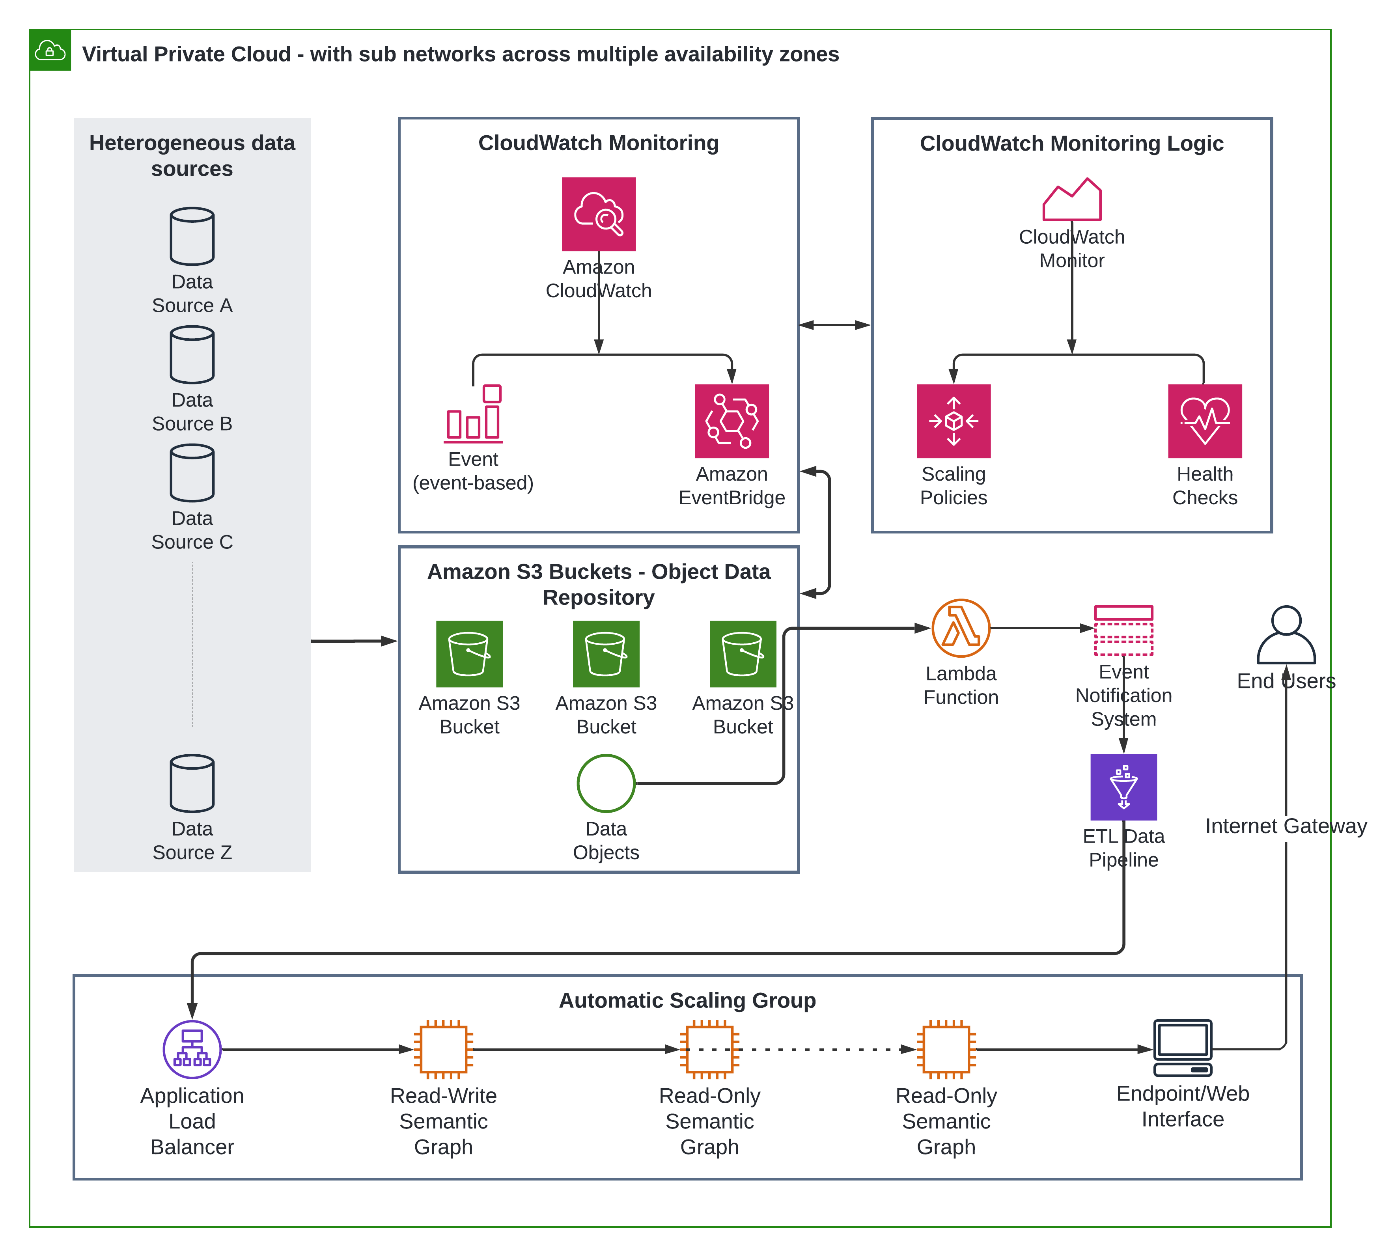 Virtual Private Cloud - with sub networks across multiple availability zones
Heterogeneous data
sources
Data
Source A
Data
Source B
Data
Source C
Data
Source Z
CloudWatch Monitoring
Amazon
CloudWatch
Event
(event-based)
Amazon
EventBridge
CloudWatch Monitoring Logic
CloudWatch
Monitor
Scaling
Policies
Health
Checks
Amazon S3 Buckets - Object Data
Repository
Amazon S3
Bucket
Amazon S3
Bucket
Amazon S3
Bucket
Data
Objects
Lambda
Function
Event
Notification
System
End Users
ETL Data
Pipeline
Internet Gateway
Automatic Scaling Group
Application
Load
Balancer
Read-Write
Semantic
Graph
Read-Only
Semantic
Graph
Read-Only
Semantic
Graph
Endpoint/Web
Interface